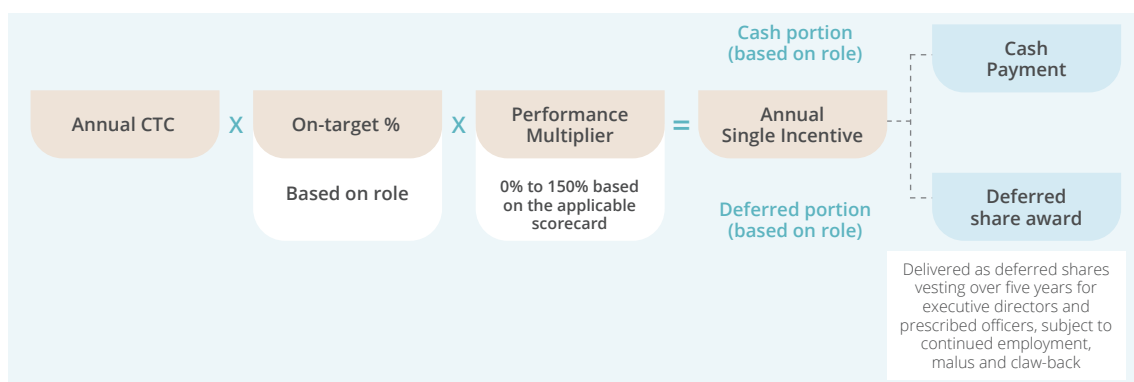 Cash portion
(based on role)
Cash
Payment
Annual CTC
X
On-target %
X
Performance
Multiplier
=
Annual
Single Incentive
Based on role
0% to 150% based
on the applicable
scorecard
Deferred portion
(based on role)
Deferred
share award
Delivered as deferred shares
vesting over five years for
executive directors and
prescribed officers, subject to
continued employment,
malus and claw-back